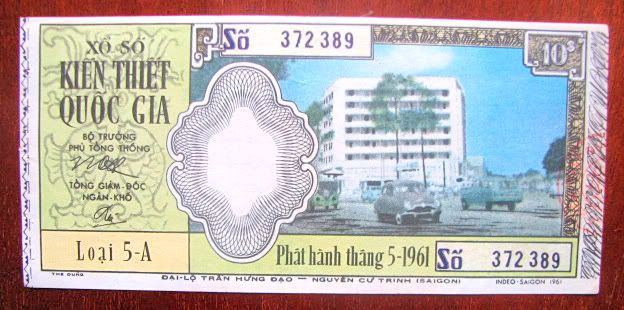 XỔ SỐ
KIẾN THIẾT
QUỐC GIA
BỘ TRƯỞNG
PHỦ TỔNG THỐNG
TỔNG GIÁM-ĐỐC
NGÂN-KHỐ
Loại 5-A
Số 372 389
10$
Phát hành tháng 5-1961
Số 372 389
THE DUNG
ĐẠI-LỘ TRẦN HƯNG ĐẠO — NGUYỄN CƯ TRINH (SAIGON)
INDEO-SAIGON 1961